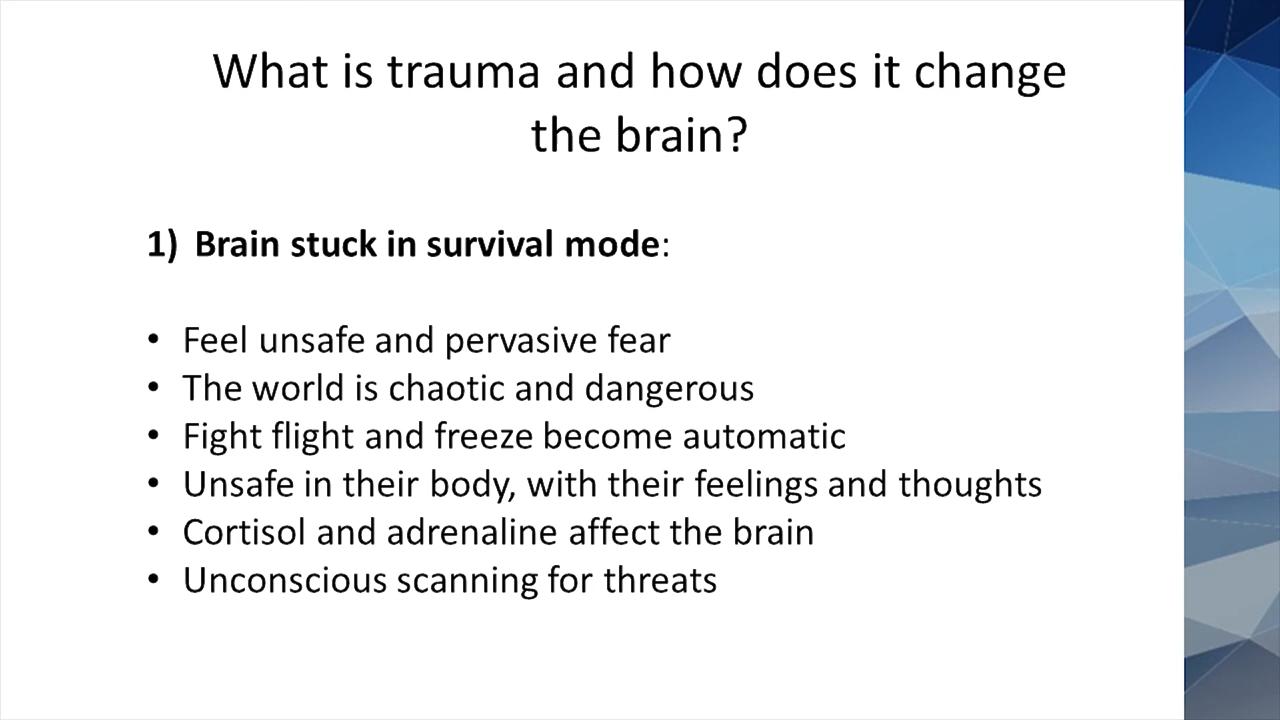 What is trauma and how does it change
the brain?
1) Brain stuck in survival mode:
• Feel unsafe and pervasive fear
• The world is chaotic and dangerous
• Fight flight and freeze become automatic
• Unsafe in their body, with their feelings and thoughts
• Cortisol and adrenaline affect the brain
• Unconscious scanning for threats